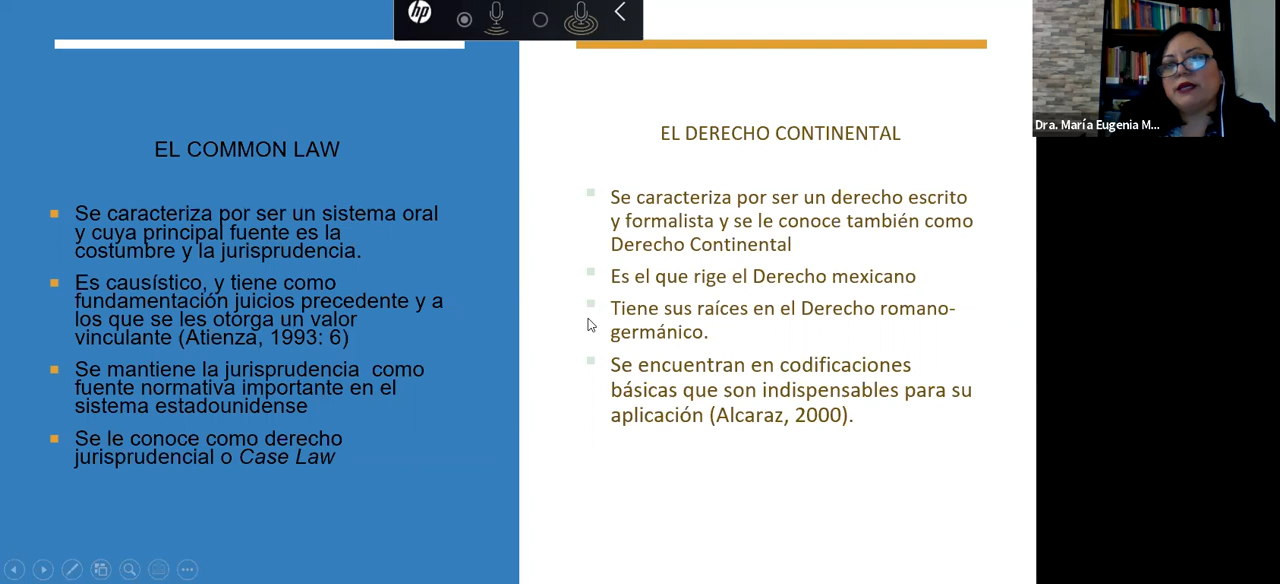 hp
EL COMMON LAW
Se caracteriza por ser un sistema oral
y cuya principal fuente es la
costumbre y la jurisprudencia.
Es causístico, y tiene como
fundamentación juicios precedente y a
los que se les otorga un valor
vinculante (Atienza, 1993: 6)
Se mantiene la jurisprudencia como
fuente normativa importante en el
sistema estadounidense
Se le conoce como derecho
jurisprudencial o Case Law
EL DERECHO CONTINENTAL
Se caracteriza por ser un derecho escrito
y formalista y se le conoce también como
Derecho Continental
Es el que rige el Derecho mexicano
Tiene sus raíces en el Derecho romano-
germánico.
Se encuentran en codificaciones
básicas que son indispensables para su
aplicación (Alcaraz, 2000).
Dra. María Eugenia M...